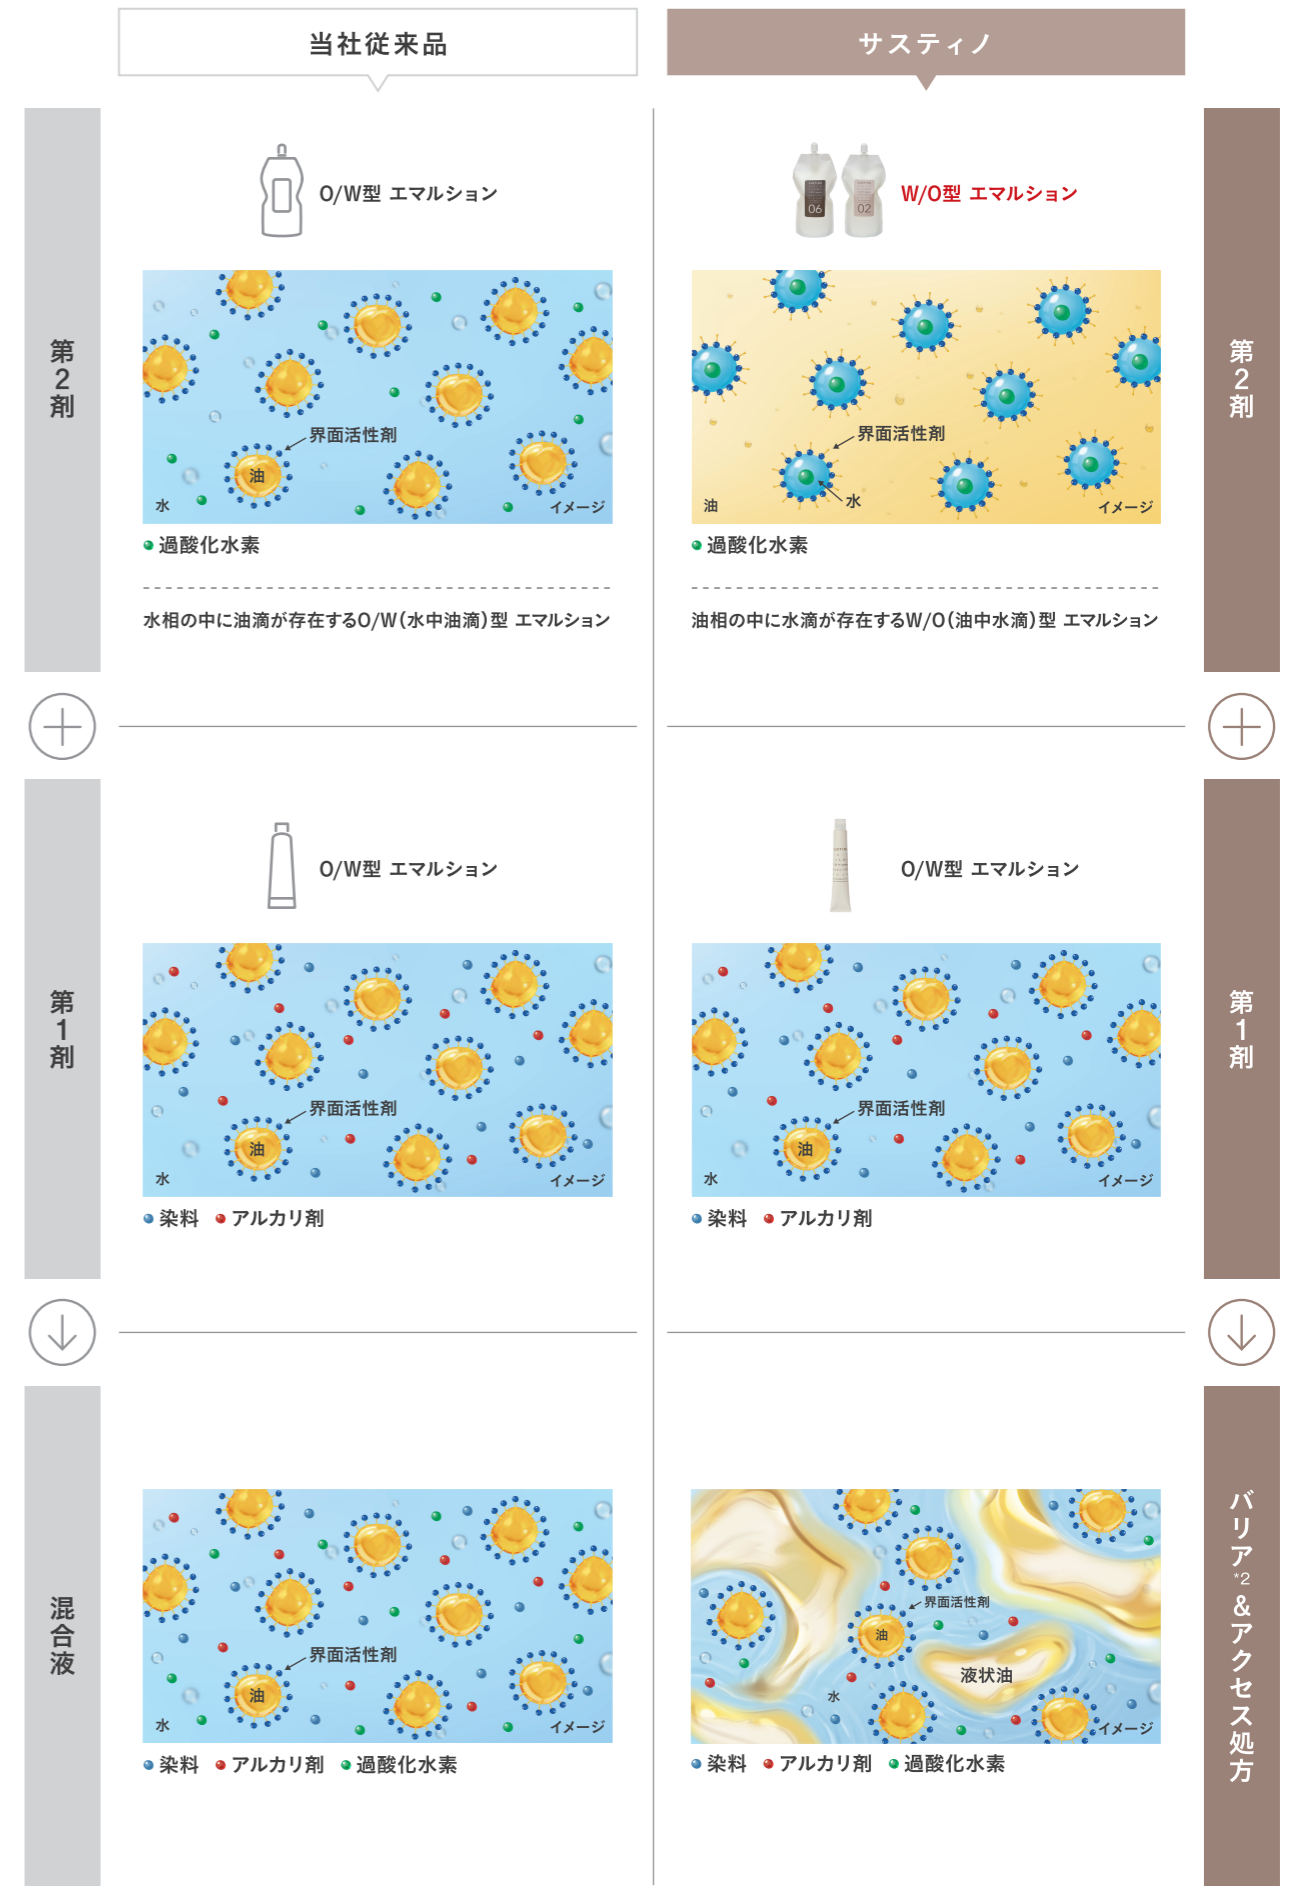 当社従来品
サスティノ
第2剤
O/W型 エマルション
界面活性剤
油
水
イメージ
過酸化水素
水相の中に油滴が存在するO/W(水中油滴)型 エマルション
06
02
W/O型 エマルション
界面活性剤
水
油
イメージ
過酸化水素
油相の中に水滴が存在するW/O(油中水滴)型 エマルション
第2剤
第1剤
O/W型 エマルション
界面活性剤
油
水
イメージ
染料 アルカリ剤
O/W型 エマルション
界面活性剤
油
水
イメージ
染料 アルカリ剤
第1剤
混合液
界面活性剤
油
水
イメージ
染料 アルカリ剤 過酸化水素
界面活性剤
油
液状油
水
イメージ
染料 アルカリ剤 過酸化水素
バリア*2&アクセス処方